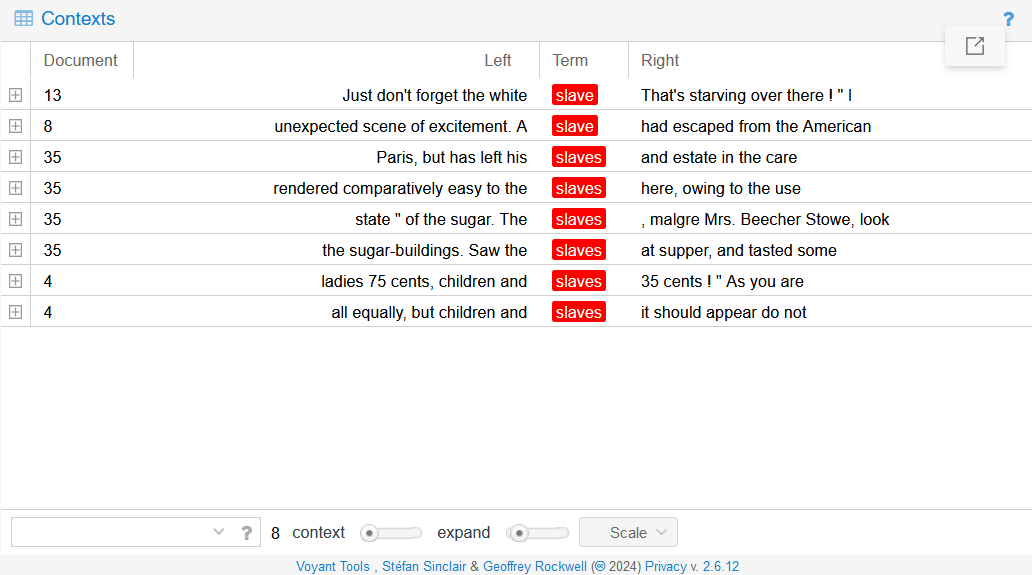 Contexts ?
Document Left Term Right
13 Just don't forget the white slave That's starving over there ! " I
8 unexpected scene of excitement. A slave had escaped from the American
35 Paris, but has left his slaves and estate in the care
35 rendered comparatively easy to the slaves here, owing to the use
35 state " of the sugar. The slaves , malgre Mrs. Beecher Stowe, look
35 the sugar-buildings. Saw the slaves at supper, and tasted some
4 ladies 75 cents, children and slaves 35 cents ! " As you are
4 all equally, but children and slaves it should appear do not
? 8 context expand Scale
Voyant Tools , Stéfan Sinclair & Geoffrey Rockwell (🄯 2024) Privacy v. 2.6.12